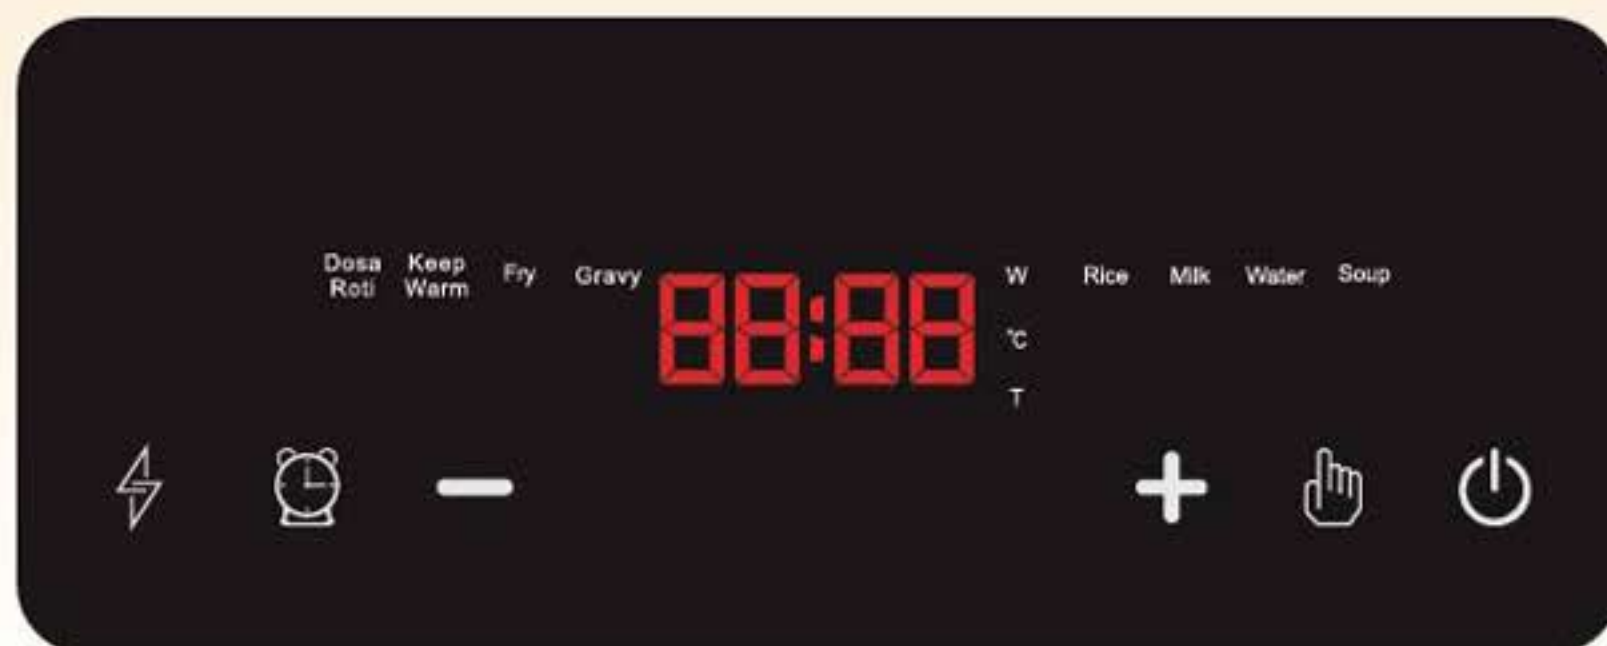 Dosa Roti
Keep Warm
Fry
Gravy
88:88
W
°C
T
Rice
Milk
Water
Soup